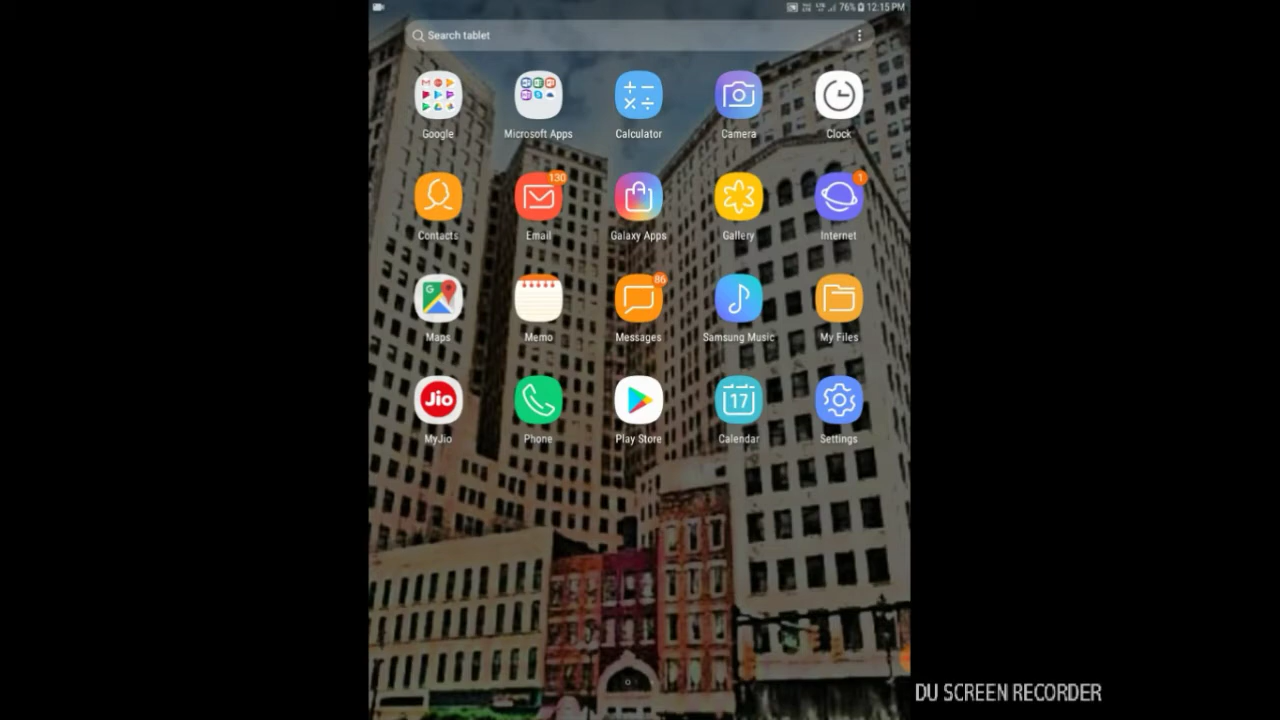 76% 12:15 PM
Search tablet
Google Microsoft Apps Calculator Camera Clock
130 1
Contacts Email Galaxy Apps Gallery Internet
G 86
Maps Memo Messages Samsung Music My Files
Jio 17
MyJio Phone Play Store Calendar Settings
DU SCREEN RECORDER